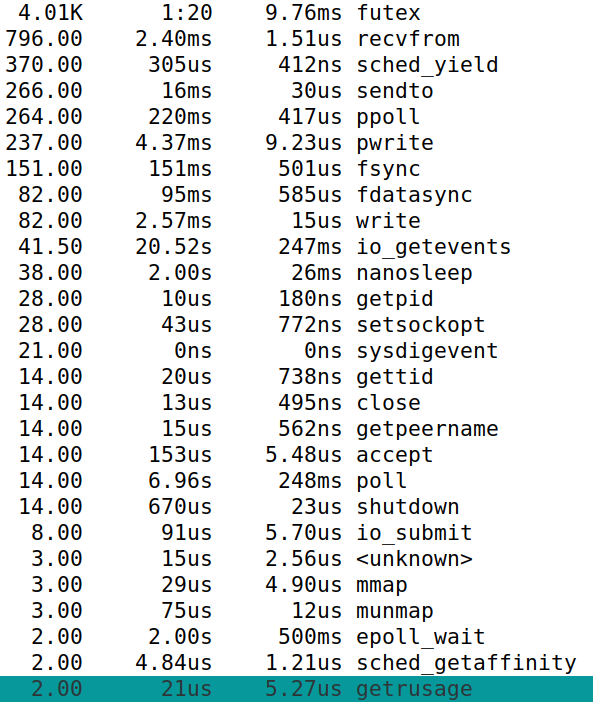 4.01K 1:20 9.76ms futex
796.00 2.40ms 1.51us recvfrom
370.00 305us 412ns sched_yield
266.00 16ms 30us sendto
264.00 220ms 417us ppoll
237.00 4.37ms 9.23us pwrite
151.00 151ms 501us fsync
82.00 95ms 585us fdatasync
82.00 2.57ms 15us write
41.50 20.52s 247ms io_getevents
38.00 2.00s 26ms nanosleep
28.00 10us 180ns getpid
28.00 43us 772ns setsockopt
21.00 0ns 0ns sysdigevent
14.00 20us 738ns gettid
14.00 13us 495ns close
14.00 15us 562ns getpeername
14.00 153us 5.48us accept
14.00 6.96s 248ms poll
14.00 670us 23us shutdown
8.00 91us 5.70us io_submit
3.00 15us 2.56us <unknown>
3.00 29us 4.90us mmap
3.00 75us 12us munmap
2.00 2.00s 500ms epoll_wait
2.00 4.84us 1.21us sched_getaffinity
2.00 21us 5.27us getrusage